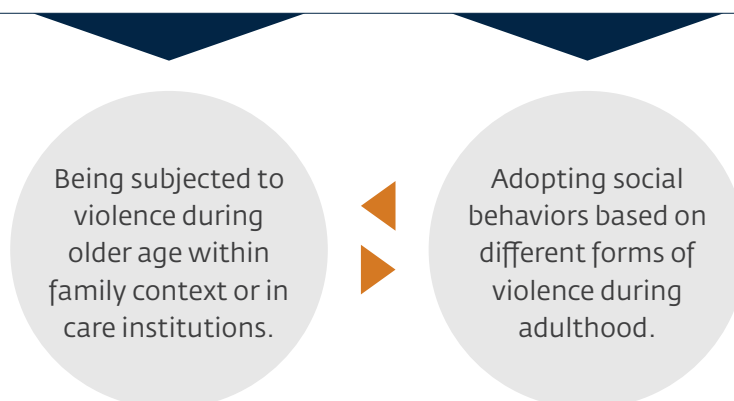 Being subjected to
violence during
older age within
family context or in
care institutions.
Adopting social
behaviors based on
different forms of
violence during
adulthood.